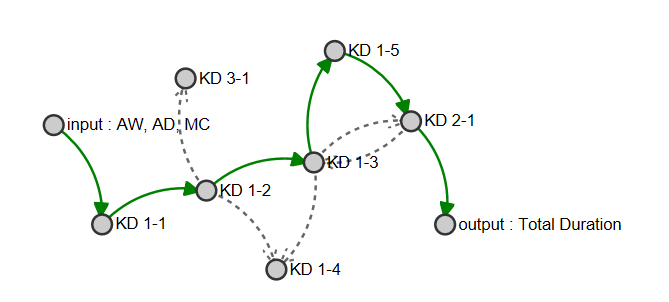 KD 1-5
KD 3-1
input : AW, AD, MC
KD 2-1
KD 1-3
KD 1-2
KD 1-1
output : Total Duration
KD 1-4